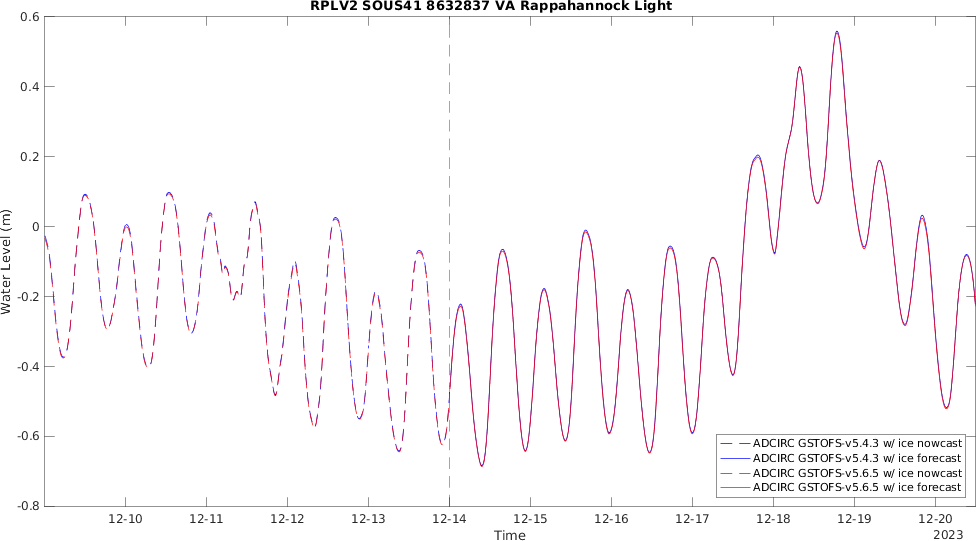 RPLV2 SOUS41 8632837 VA Rappahannock Light
0.6
0.4
0.2
0
-0.2
-0.4
-0.6
-0.8
Water Level (m)
ADCIRC GSTOFS-v5.4.3 w/ ice nowcast
ADCIRC GSTOFS-v5.4.3 w/ ice forecast
ADCIRC GSTOFS-v5.6.5 w/ ice nowcast
ADCIRC GSTOFS-v5.6.5 w/ ice forecast
12-10 12-11 12-12 12-13 12-14 12-15 12-16 12-17 12-18 12-19 12-20
Time 2023